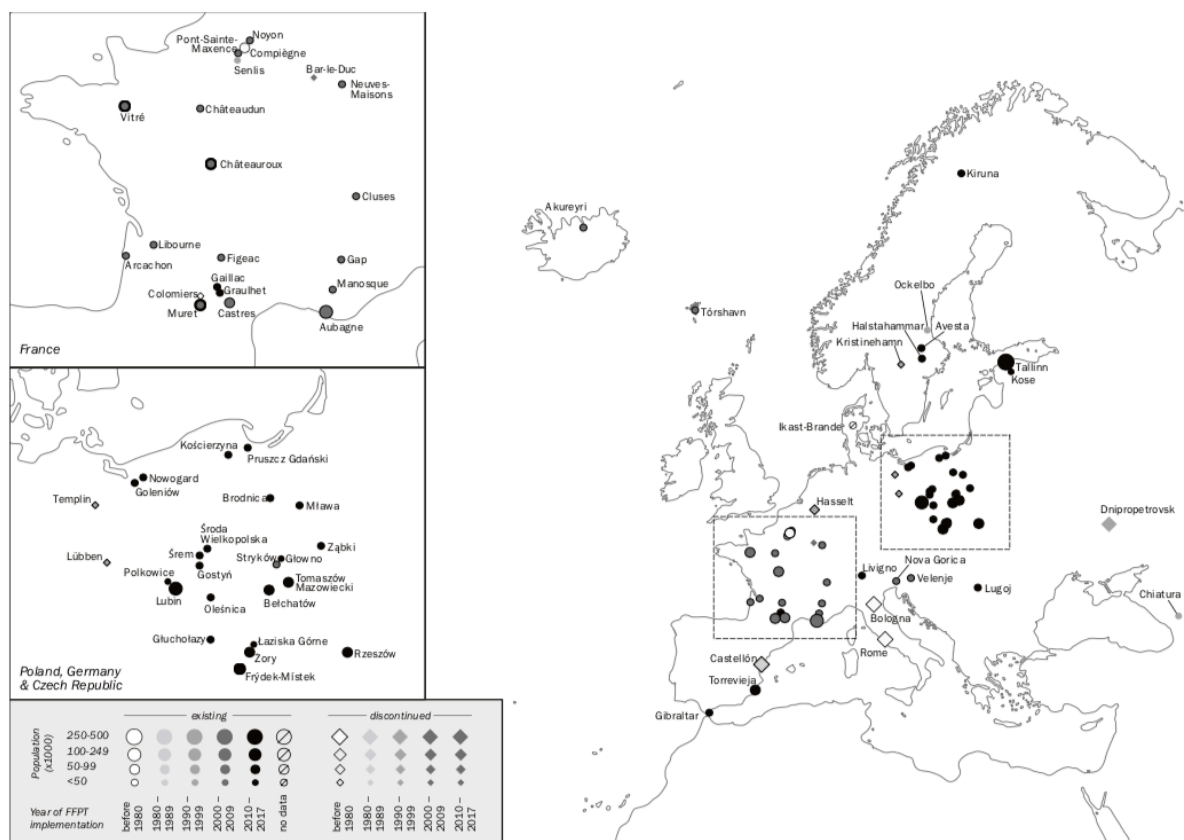 Noyon
Pont-Sainte-
Maxence
Compiègne
Senlis
Bar-le-Duc
Neuves-
Maisons
Vitré
Châteaudun
Châteauroux
Cluses
Libourne
Arcachon
Figeac
Gap
Gaillac
Graulhet
Colomiers
Manosque
Muret
Castres
Aubagne
France
Kościerzyna
Pruszcz Gdański
Nowogard
Goleniów
Templin
Brodnica
Mława
Środa
Wielkopolska
Lübben
Śrem
Strykow
Głowno
Ząbki
Gostyń
Polkowice
Tomaszów
Mazowiecki
Lubin
Oleśnica
Bełchatów
Głuchołazy
Łaziska Górne
Żory
Rzeszów
Frýdek-Místek
Poland, Germany
& Czech Republic
existing
discontinued
Population
(x1000)
250-500
100-249
50-99
<50
Year of FFPT
implementation
before
1980
1980
– 1989
1990
– 1999
2000
– 2009
2010
– 2017
no data
before
1980
1980
– 1989
1990
– 1999
2000
– 2009
2010
– 2017
Kiruna
Akureyri
Ockelbo
Tórshavn
Halstahammar
Avesta
Kristinehamn
Tallinn
Kose
Ikast-Brande
Hasselt
Dnipropetrovsk
Nova Gorica
Livigno
Velenje
Lugoj
Chiatura
Bologna
Rome
Castellón
Torrevieja
Gibraltar